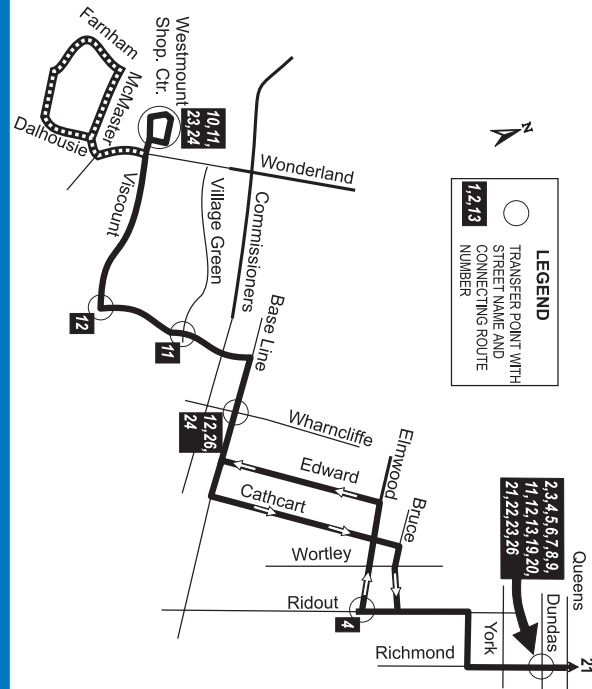 Farnham
McMaster
Dalhousie
Westmount
Shop. Ctr.
10,11,
23,24
Viscount
Wonderland
Village Green
Commissioners
Base Line
12
11
12,26,
24
Wharncliffe
Edward
Cathcart
Elmwood
Bruce
Wortley
Ridout
4
Richmond
York
Dundas
Queens
21
2,3,4,5,6,7,8,9,
11,12,13,19,20,
21,22,23,26
N
LEGEND
TRANSFER POINT WITH
STREET NAME AND
CONNECTING ROUTE
NUMBER
1,2,13